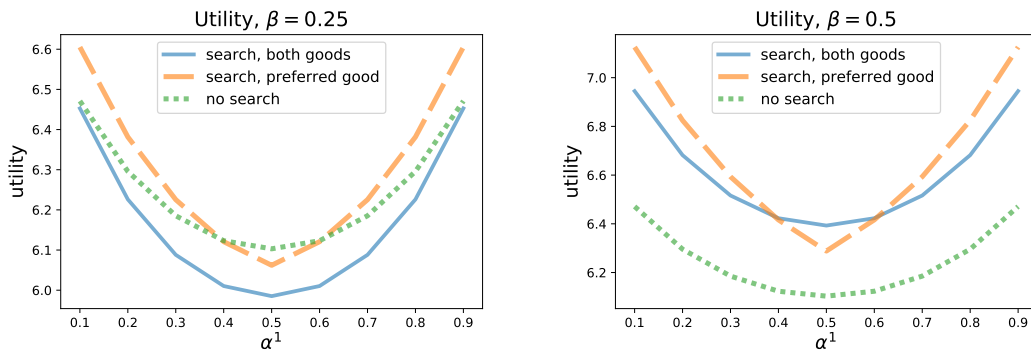 Utility, β = 0.25
utility
6.6
6.5
6.4
6.3
6.2
6.1
6.0
search, both goods
search, preferred good
no search
0.1 0.2 0.3 0.4 0.5 0.6 0.7 0.8 0.9
α¹
Utility, β = 0.5
utility
7.0
6.8
6.6
6.4
6.2
search, both goods
search, preferred good
no search
0.1 0.2 0.3 0.4 0.5 0.6 0.7 0.8 0.9
α¹